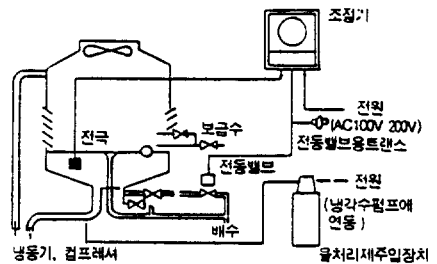 조절기
전원
(AC100V 200V)
전동밸브용트랜스
보급수
전극
전동밸브
전원
(냉각수펌프에
연동)
배수
냉동기, 컴프레셔
물처리제주입장치